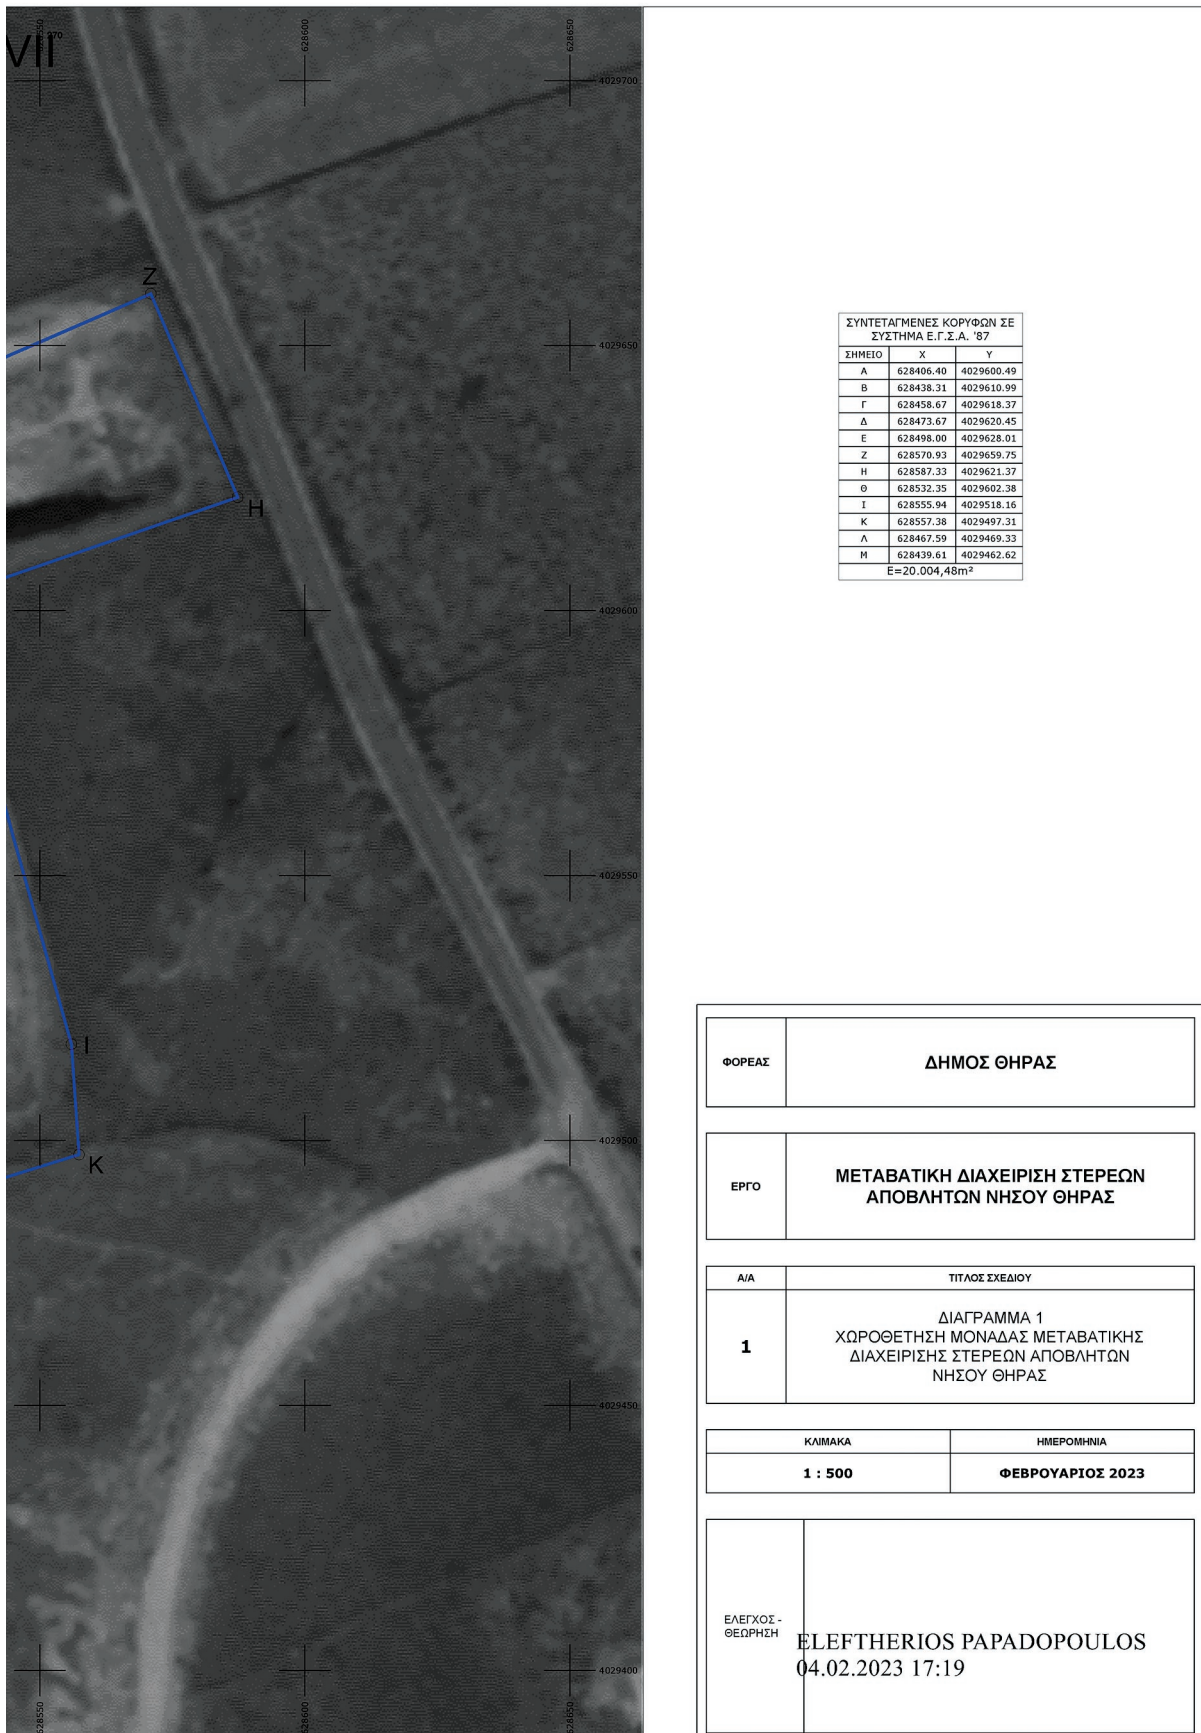 VII
628550
628600
628650
4029700
Z
4029650
H
4029600
4029550
I
4029500
K
4029450
4029400
628550
628600
628650
ΣΥΝΤΕΤΑΓΜΕΝΕΣ ΚΟΡΥΦΩΝ ΣΕ
ΣΥΣΤΗΜΑ Ε.Γ.Σ.Α. '87
ΣΗΜΕΙΟ X Y
Α 628406.40 4029600.49
Β 628438.31 4029610.99
Γ 628458.67 4029618.37
Δ 628473.67 4029620.45
Ε 628498.00 4029628.01
Ζ 628570.93 4029659.75
Η 628587.33 4029621.37
Θ 628532.35 4029602.38
Ι 628555.94 4029518.16
Κ 628557.38 4029497.31
Λ 628467.59 4029469.33
Μ 628439.61 4029462.62
Ε=20.004,48m²
ΦΟΡΕΑΣ ΔΗΜΟΣ ΘΗΡΑΣ
ΕΡΓΟ
ΜΕΤΑΒΑΤΙΚΗ ΔΙΑΧΕΙΡΙΣΗ ΣΤΕΡΕΩΝ
ΑΠΟΒΛΗΤΩΝ ΝΗΣΟΥ ΘΗΡΑΣ
Α/Α ΤΙΤΛΟΣ ΣΧΕΔΙΟΥ
1
ΔΙΑΓΡΑΜΜΑ 1
ΧΩΡΟΘΕΤΗΣΗ ΜΟΝΑΔΑΣ ΜΕΤΑΒΑΤΙΚΗΣ
ΔΙΑΧΕΙΡΙΣΗΣ ΣΤΕΡΕΩΝ ΑΠΟΒΛΗΤΩΝ
ΝΗΣΟΥ ΘΗΡΑΣ
ΚΛΙΜΑΚΑ ΗΜΕΡΟΜΗΝΙΑ
1 : 500 ΦΕΒΡΟΥΑΡΙΟΣ 2023
ΕΛΕΓΧΟΣ -
ΘΕΩΡΗΣΗ
ELEFTHERIOS PAPADOPOULOS
04.02.2023 17:19